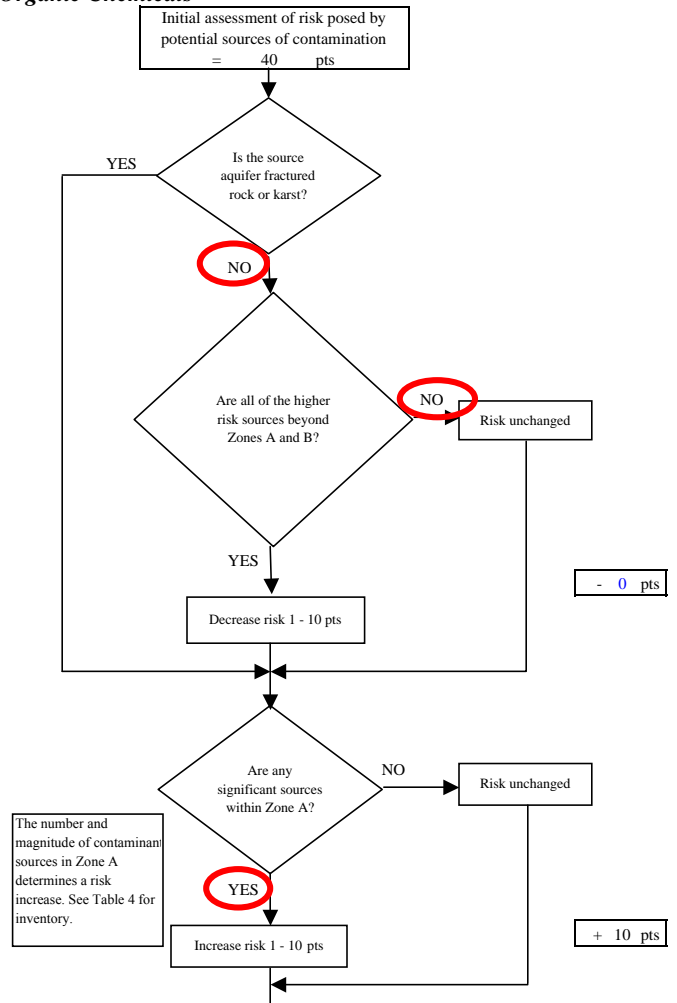 Organic Chemicals
Initial assessment of risk posed by
potential sources of contamination
= 40 pts
YES
Is the source
aquifer fractured
rock or karst?
NO
Are all of the higher
risk sources beyond
Zones A and B?
NO
Risk unchanged
YES
- 0 pts
Decrease risk 1 - 10 pts
Are any
significant sources
within Zone A?
NO
Risk unchanged
The number and
magnitude of contaminant
sources in Zone A
determines a risk
increase. See Table 4 for
inventory.
YES
+ 10 pts
Increase risk 1 - 10 pts